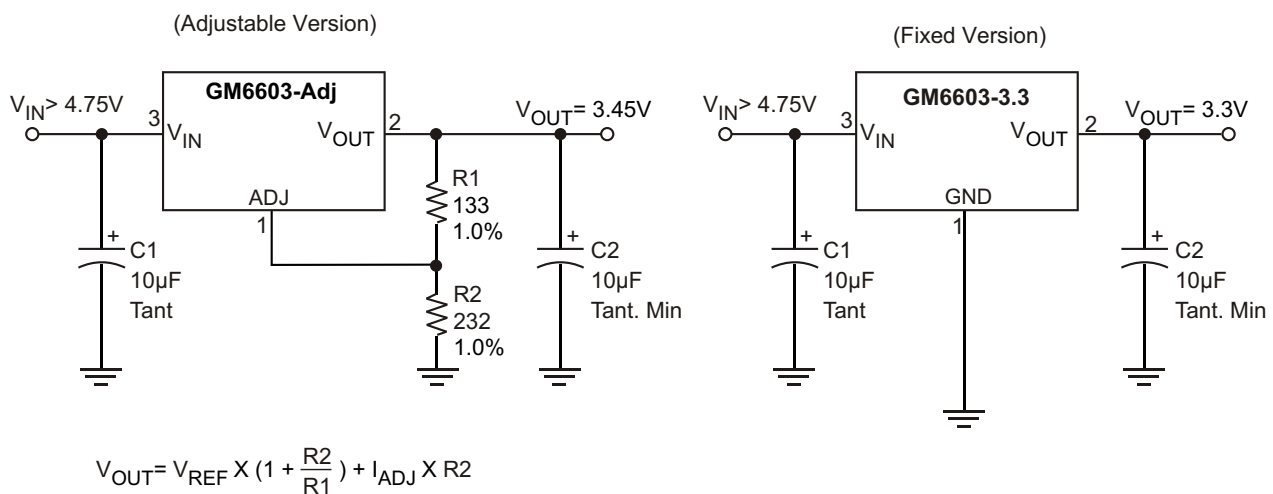 (Adjustable Version)
GM6603-Adj
VIN> 4.75V
3
VIN
VOUT
2
VOUT= 3.45V
ADJ
1
R1
133
1.0%
+
C1
10µF
Tant
R2
232
1.0%
+
C2
10µF
Tant. Min
VOUT= VREF X (1 + R2/R1 ) + IADJ X R2
(Fixed Version)
GM6603-3.3
VIN> 4.75V
3
VIN
VOUT
2
VOUT= 3.3V
GND
1
+
C1
10µF
Tant
+
C2
10µF
Tant. Min